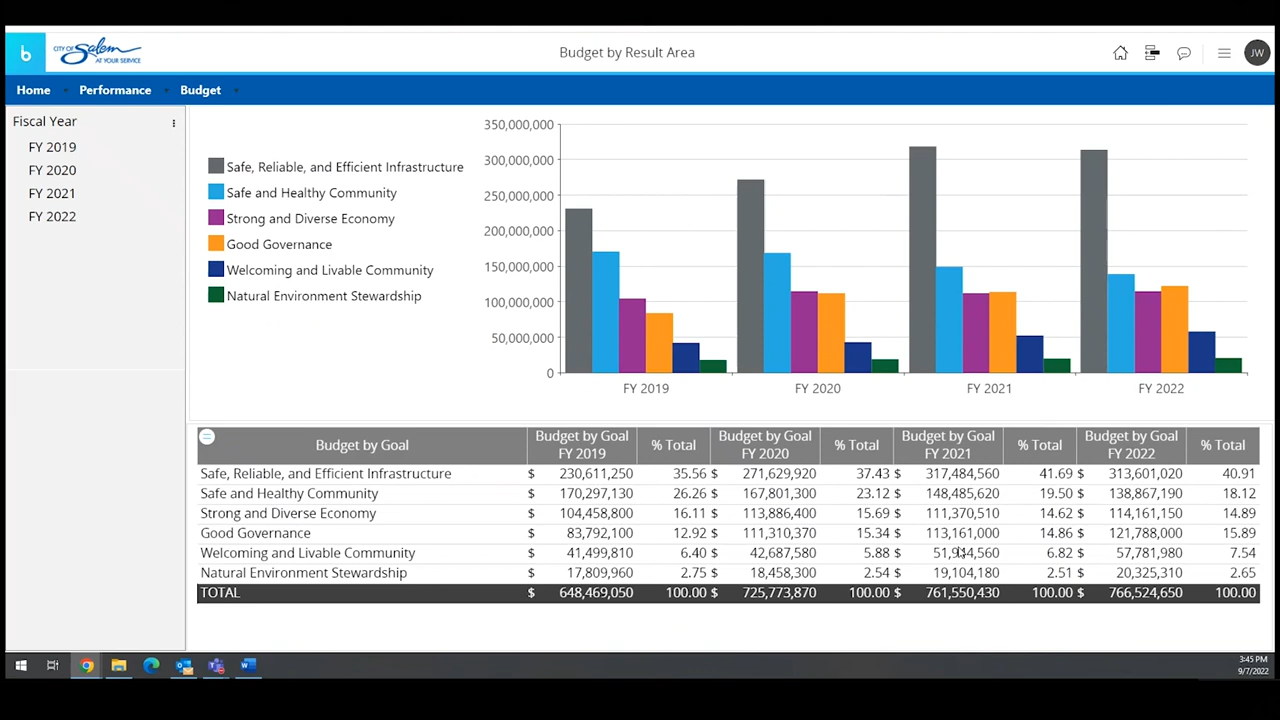 b
CITY OF Salem
AT YOUR SERVICE
Budget by Result Area
JW
Home Performance Budget
Fiscal Year
FY 2019
FY 2020
FY 2021
FY 2022
Safe, Reliable, and Efficient Infrastructure
Safe and Healthy Community
Strong and Diverse Economy
Good Governance
Welcoming and Livable Community
Natural Environment Stewardship
350,000,000
300,000,000
250,000,000
200,000,000
150,000,000
100,000,000
50,000,000
0
FY 2019 FY 2020 FY 2021 FY 2022
Budget by Goal Budget by Goal FY 2019 % Total Budget by Goal FY 2020 % Total Budget by Goal FY 2021 % Total Budget by Goal FY 2022 % Total
Safe, Reliable, and Efficient Infrastructure $ 230,611,250 35.56 $ 271,629,920 37.43 $ 317,484,560 41.69 $ 313,601,020 40.91
Safe and Healthy Community $ 170,297,130 26.26 $ 167,801,300 23.12 $ 148,485,620 19.50 $ 138,867,190 18.12
Strong and Diverse Economy $ 104,458,800 16.11 $ 113,886,400 15.69 $ 111,370,510 14.62 $ 114,161,150 14.89
Good Governance $ 83,792,100 12.92 $ 111,310,370 15.34 $ 113,161,000 14.86 $ 121,788,000 15.89
Welcoming and Livable Community $ 41,499,810 6.40 $ 42,687,580 5.88 $ 51,944,560 6.82 $ 57,781,980 7.54
Natural Environment Stewardship $ 17,809,960 2.75 $ 18,458,300 2.54 $ 19,104,180 2.51 $ 20,325,310 2.65
TOTAL $ 648,469,050 100.00 $ 725,773,870 100.00 $ 761,550,430 100.00 $ 766,524,650 100.00
3:45 PM
9/7/2022